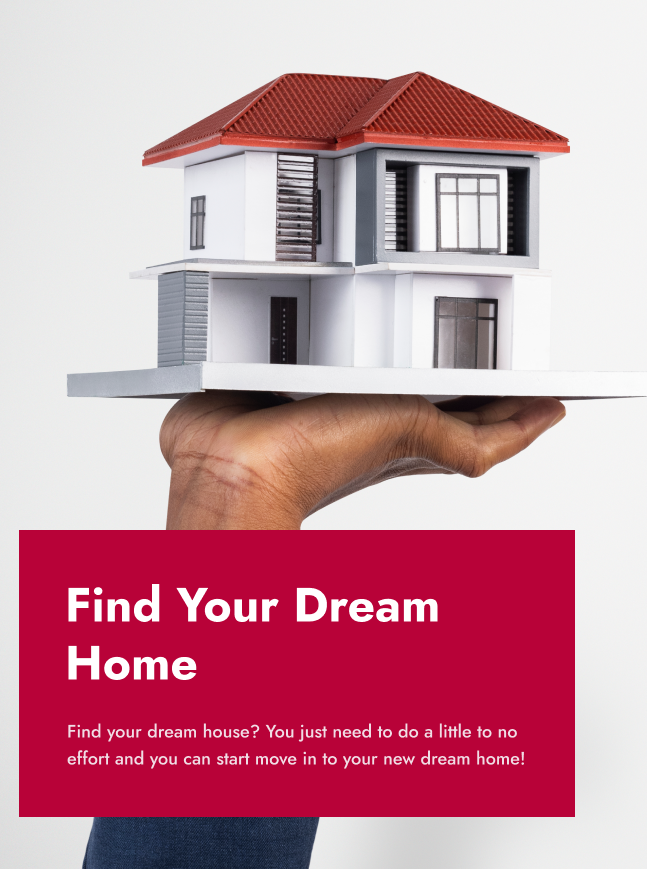 Find Your Dream
Home
Find your dream house? You just need to do a little to no
effort and you can start move in to your new dream home!